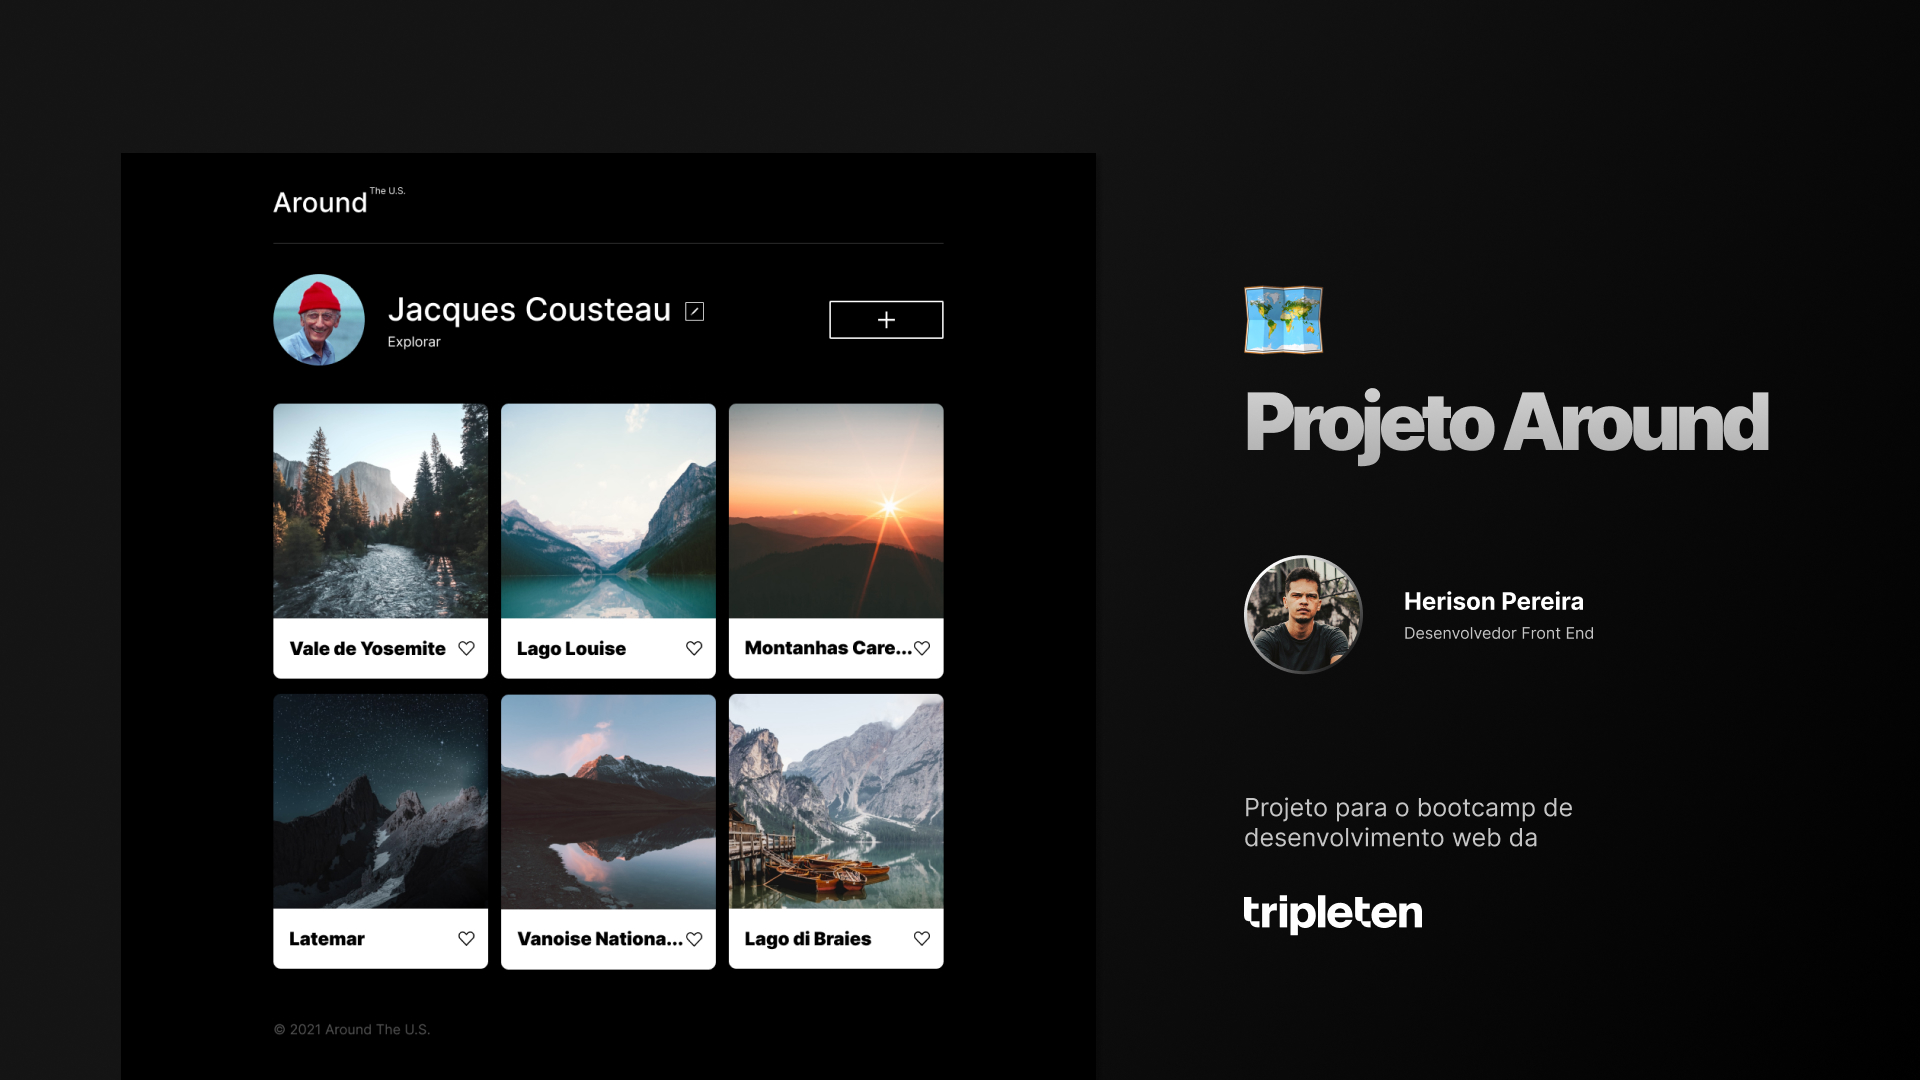 Around The U.S.
Jacques Cousteau
Explorar
Vale de Yosemite
Lago Louise
Montanhas Care...
Latemar
Vanoise Nationa...
Lago di Braies
© 2021 Around The U.S.
Projeto Around
Herison Pereira
Desenvolvedor Front End
Projeto para o bootcamp de
desenvolvimento web da
tripleten